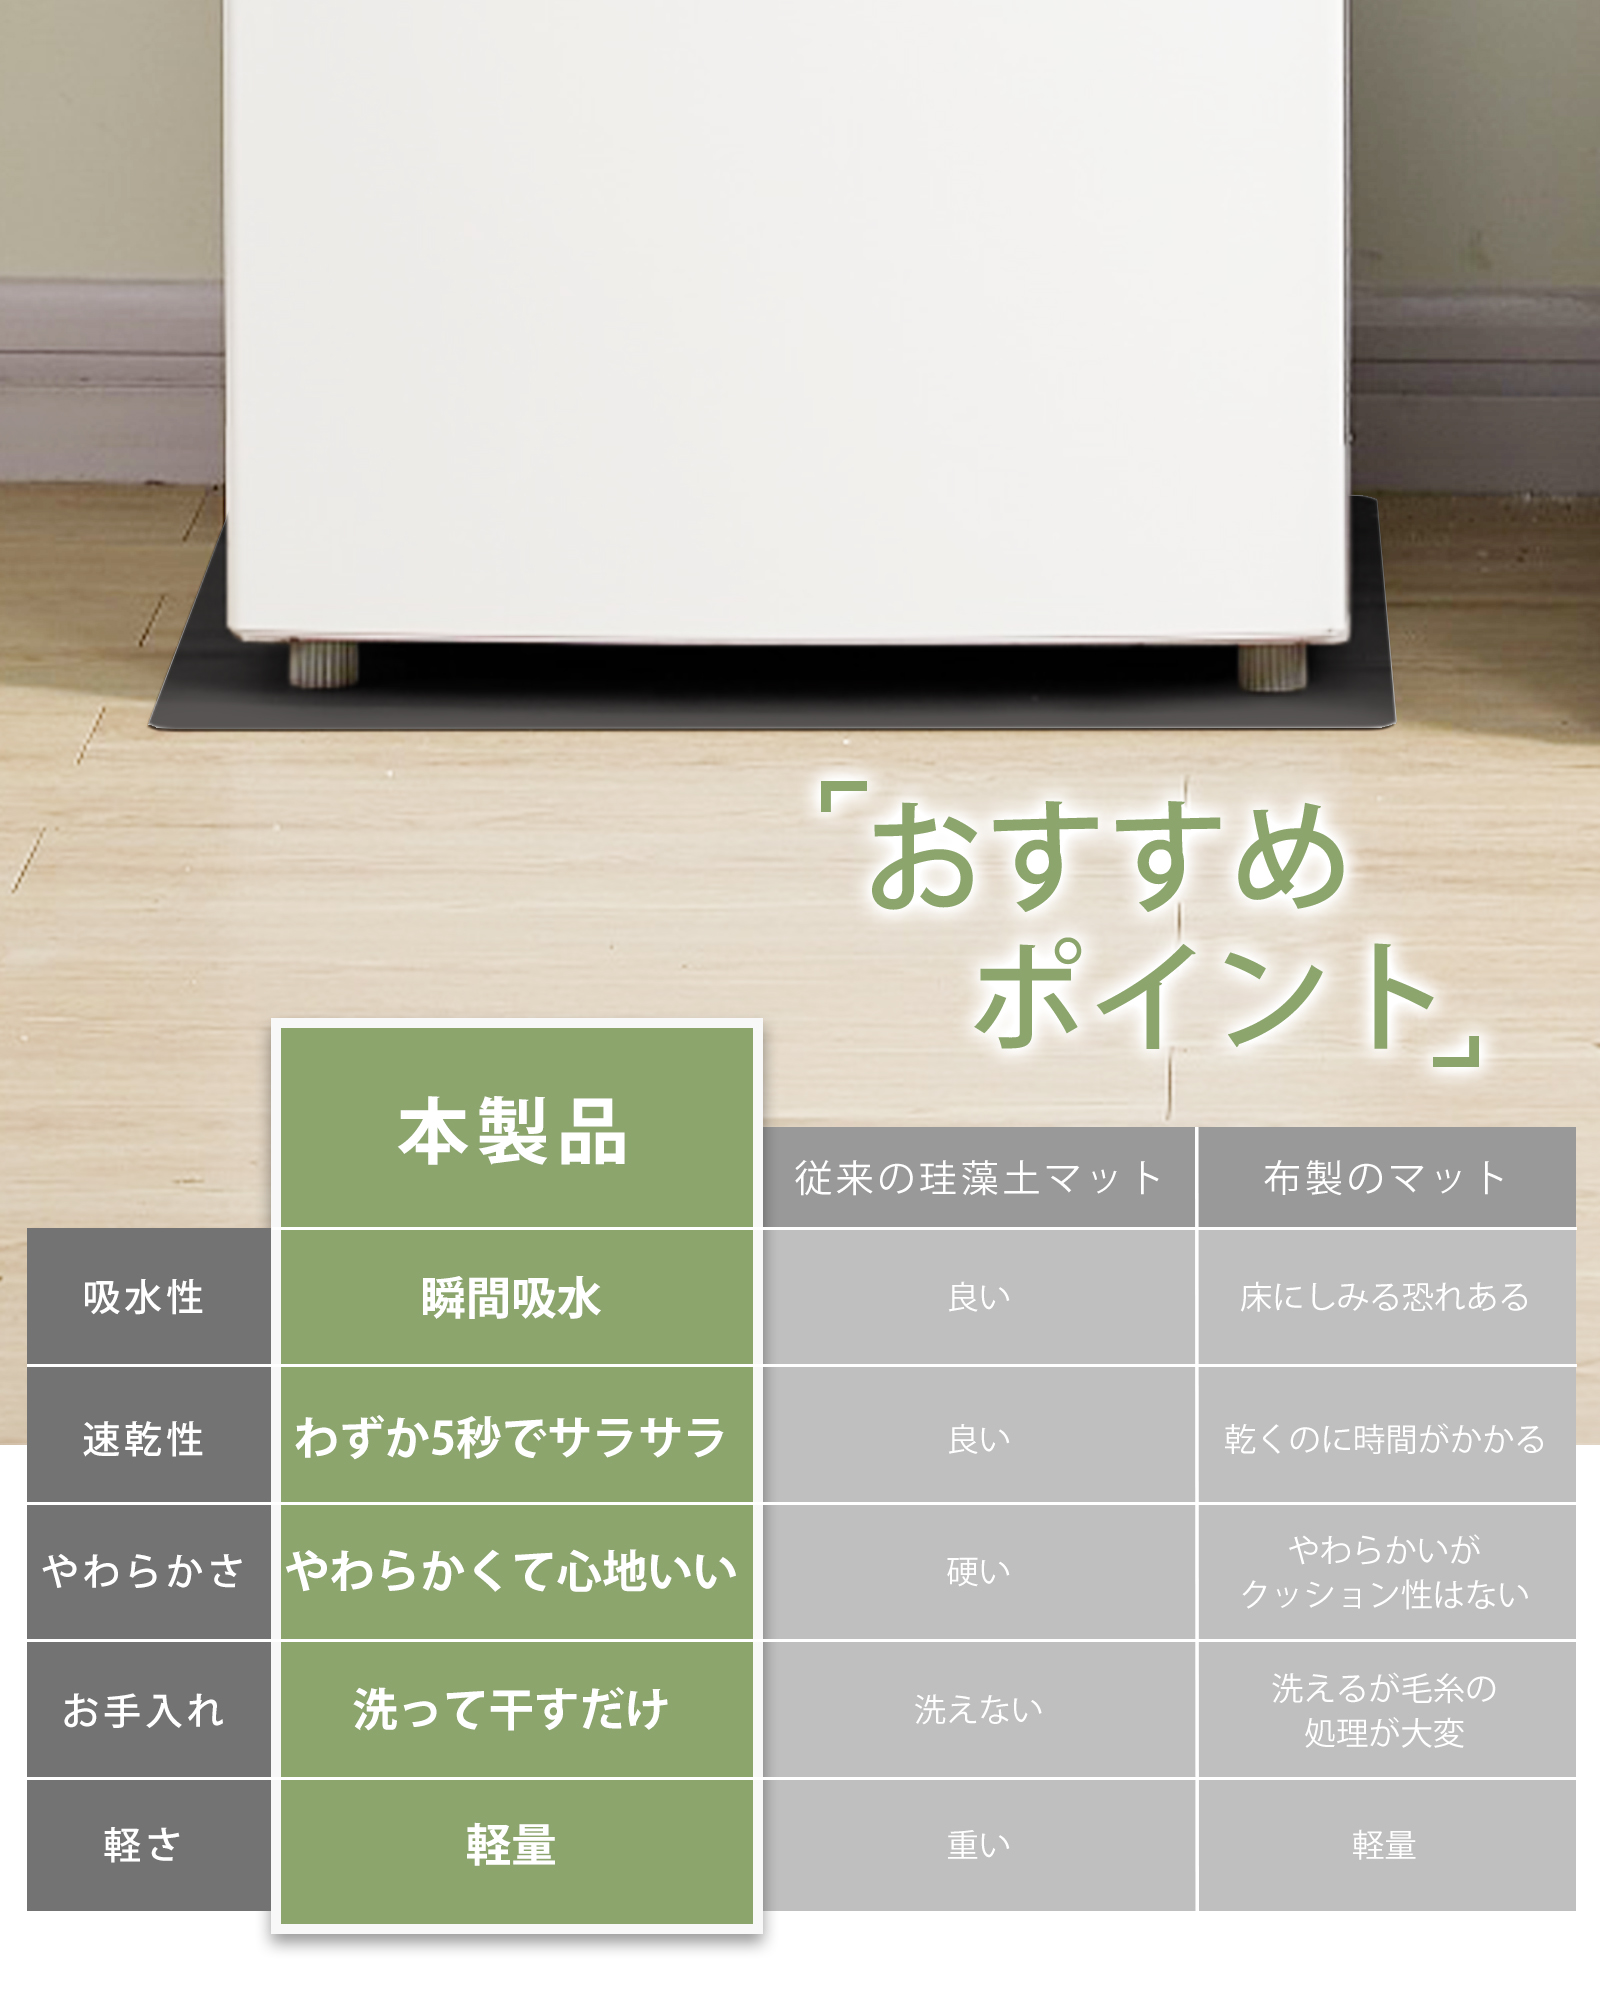 「おすすめ
ポイント」
本製品
従来の珪藻土マット
布製のマット
吸水性
瞬間吸水
良い
床にしみる恐れある
速乾性
わずか5秒でサラサラ
良い
乾くのに時間がかかる
やわらかさ
やわらかくて心地いい
硬い
やわらかいが
クッション性はない
お手入れ
洗って干すだけ
洗えない
洗えるが毛糸の
処理が大変
軽さ
軽量
重い
軽量